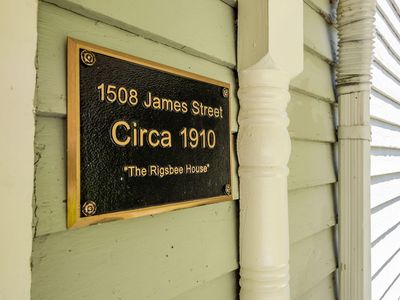 1508 James Street
Circa 1910
"The Rigsbee House"